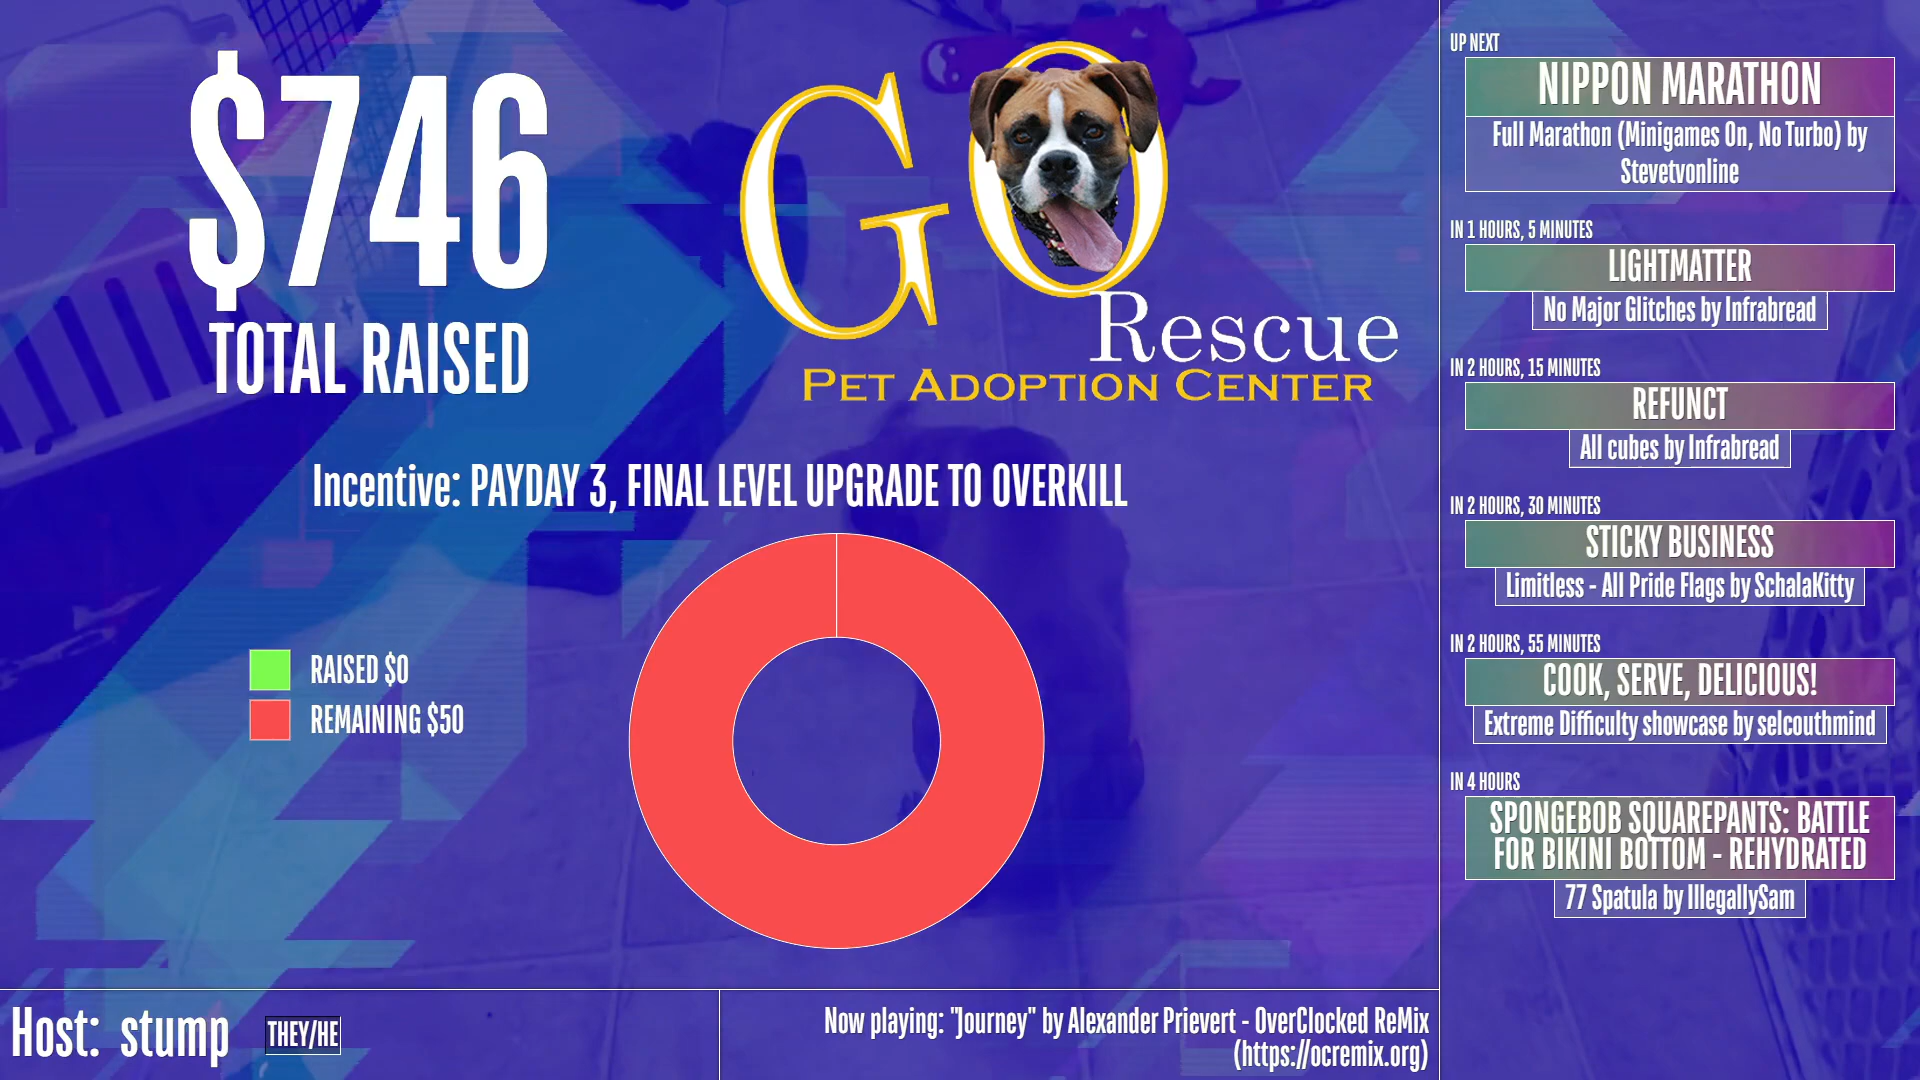 $746
TOTAL RAISED
GO
Rescue
PET ADOPTION CENTER
Incentive: PAYDAY 3, FINAL LEVEL UPGRADE TO OVERKILL
RAISED $0
REMAINING $50
Host: stump
THEY/HE
Now playing: "Journey" by Alexander Prievert - OverClocked ReMix
(https://ocremix.org)
UP NEXT
NIPPON MARATHON
Full Marathon (Minigames On, No Turbo) by
Stevetvonline
IN 1 HOURS, 5 MINUTES
LIGHTMATTER
No Major Glitches by Infrabread
IN 2 HOURS, 15 MINUTES
REFUNCT
All cubes by Infrabread
IN 2 HOURS, 30 MINUTES
STICKY BUSINESS
Limitless - All Pride Flags by SchalaKitty
IN 2 HOURS, 55 MINUTES
COOK, SERVE, DELICIOUS!
Extreme Difficulty showcase by selcouthmind
IN 4 HOURS
SPONGEBOB SQUAREPANTS: BATTLE
FOR BIKINI BOTTOM - REHYDRATED
77 Spatula by IllegallySam